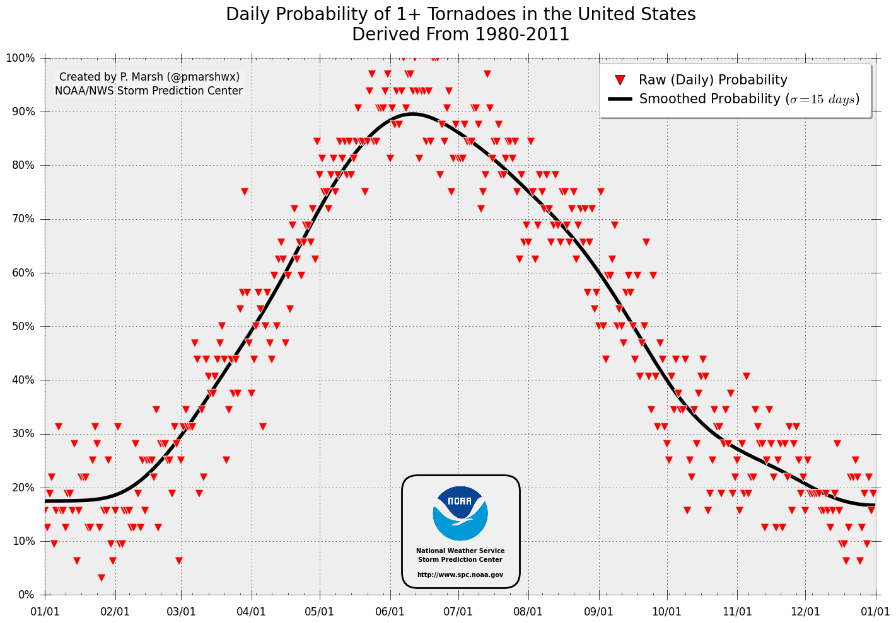 Daily Probability of 1+ Tornadoes in the United States
Derived From 1980-2011
Created by P. Marsh (@pmarshwx)
NOAA/NWS Storm Prediction Center
Raw (Daily) Probability
Smoothed Probability (σ=15 days)
100%
90%
80%
70%
60%
50%
40%
30%
20%
10%
0%
NOAA
National Weather Service
Storm Prediction Center
http://www.spc.noaa.gov
01/01 02/01 03/01 04/01 05/01 06/01 07/01 08/01 09/01 10/01 11/01 12/01 01/01